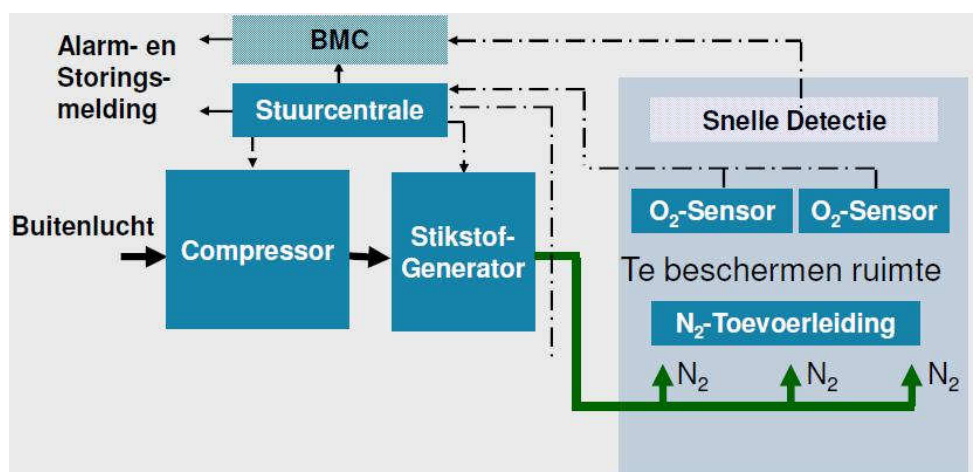 Alarm- en
Storings-
melding
BMC
Stuurcentrale
Snelle Detectie
O₂-Sensor
O₂-Sensor
Buitenlucht
Compressor
Stikstof-
Generator
Te beschermen ruimte
N₂-Toevoerleiding
N₂
N₂
N₂